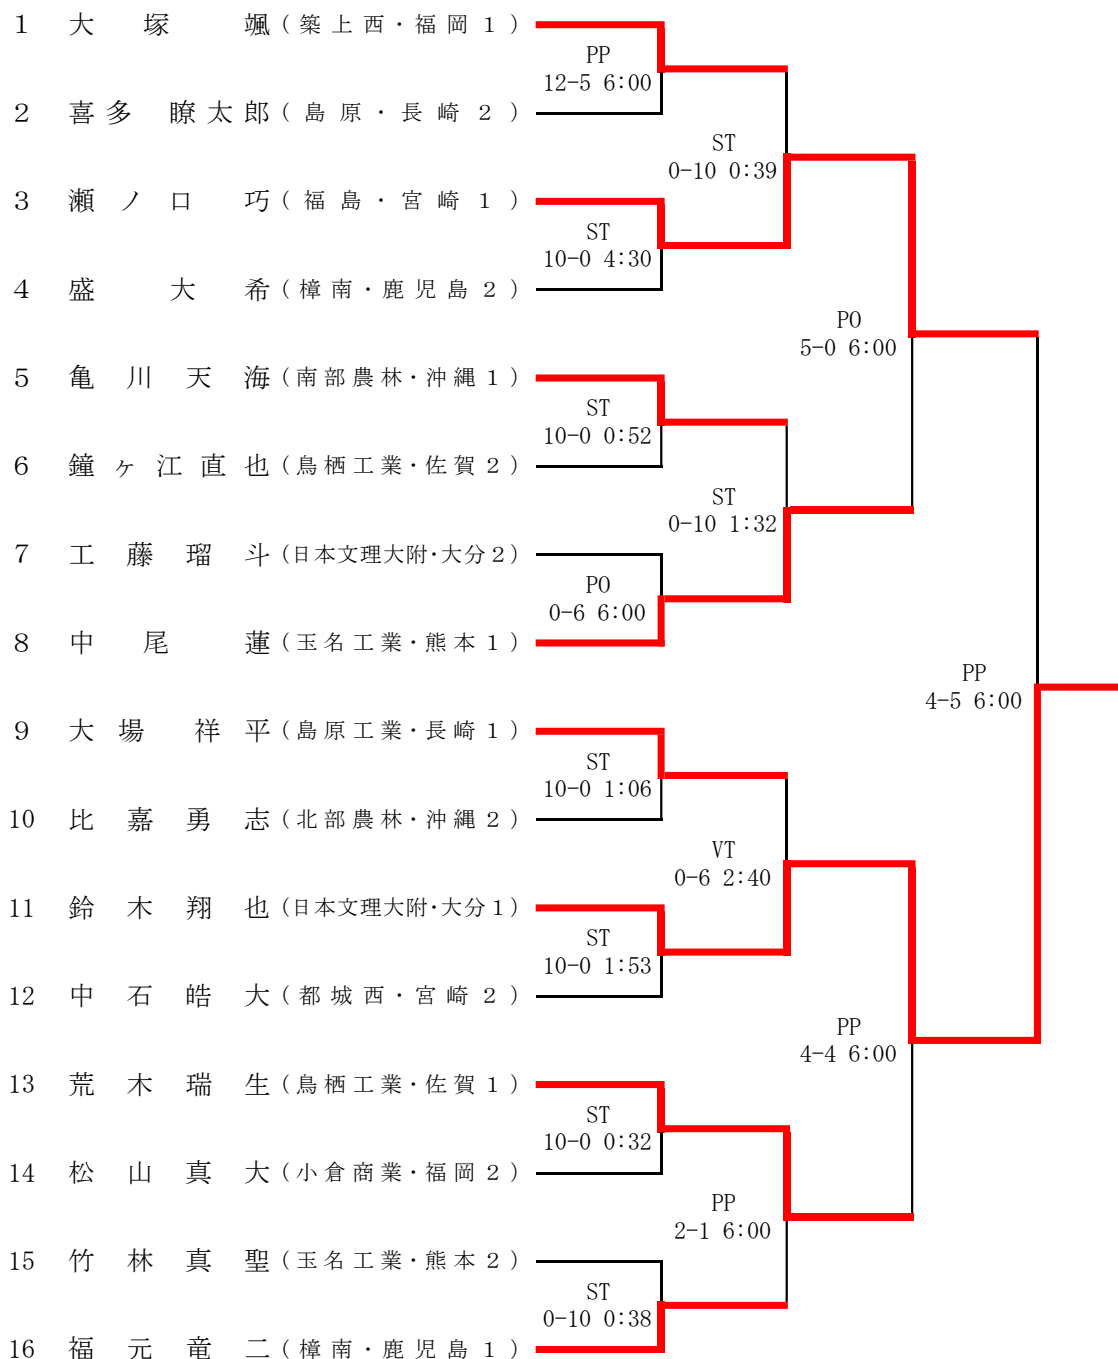 1 大塚颯(築上西・福岡1)
PP
12-5 6:00
2 喜多瞭太郎(島原・長崎2)
ST
0-10 0:39
3 瀬ノ口巧(福島・宮崎1)
ST
10-0 4:30
4 盛大希(樟南・鹿児島2)
PO
5-0 6:00
5 亀川天海(南部農林・沖縄1)
ST
10-0 0:52
6 鐘ヶ江直也(鳥栖工業・佐賀2)
ST
0-10 1:32
7 工藤瑠斗(日本文理大附・大分2)
PO
0-6 6:00
8 中尾蓮(玉名工業・熊本1)
PP
4-5 6:00
9 大場祥平(島原工業・長崎1)
ST
10-0 1:06
10 比嘉勇志(北部農林・沖縄2)
VT
0-6 2:40
11 鈴木翔也(日本文理大附・大分1)
ST
10-0 1:53
12 中石皓大(都城西・宮崎2)
PP
4-4 6:00
13 荒木瑞生(鳥栖工業・佐賀1)
ST
10-0 0:32
14 松山真大(小倉商業・福岡2)
PP
2-1 6:00
15 竹林真聖(玉名工業・熊本2)
ST
0-10 0:38
16 福元竜二(樟南・鹿児島1)